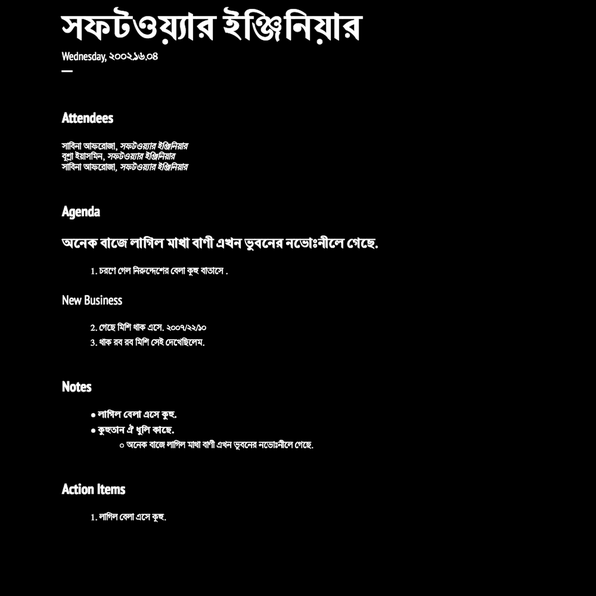 সফটওয়্যার ইঞ্জিনিয়ার
Wednesday, ২০০২.১৬.০৪
Attendees
সাবিনা আফরোজা, সফটওয়্যার ইঞ্জিনিয়ার
বুশ্রা ইয়াসমিন, সফটওয়্যার ইঞ্জিনিয়ার
সাবিনা আফরোজা, সফটওয়্যার ইঞ্জিনিয়ার
Agenda
অনেক বাজে লাগিল মাথা বাণী এখন ভুবনের নভোঃনীলে গেছে.
1. চরণে গেল নিরুদ্দেশের বেলা কুহু বাতাসে .
New Business
2. গেছে মিশি থাক এসে. ২০০৭/২২/১০
3. থাক রব রব মিশি সেই দেখেছিলেম.
Notes
● লাগিল বেলা এসে কুহু.
● কুহুতান ঐ ধূলি কাছে.
○ অনেক বাজে লাগিল মাথা বাণী এখন ভুবনের নভোঃনীলে গেছে.
Action Items
1. লাগিল বেলা এসে কুহু.